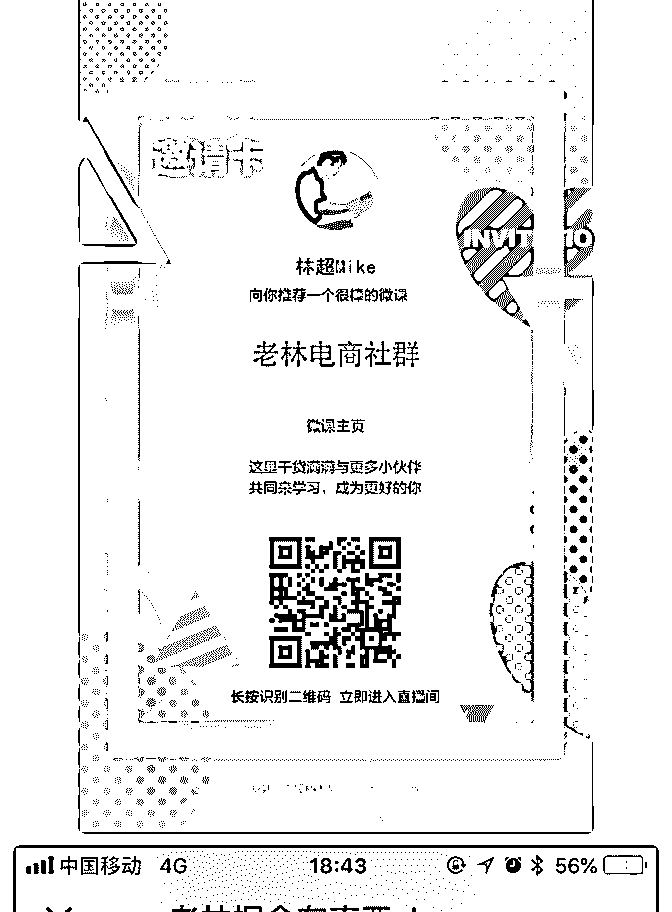 邀请卡
INVIT
林超Mike
向你推荐一个很棒的微课
老林电商社群
微课主页
这里干货满满与更多小伙伴
共同来学习，成为更好的你
长按识别二维码 立即进入直播间
中国移动 4G 18:43 56%